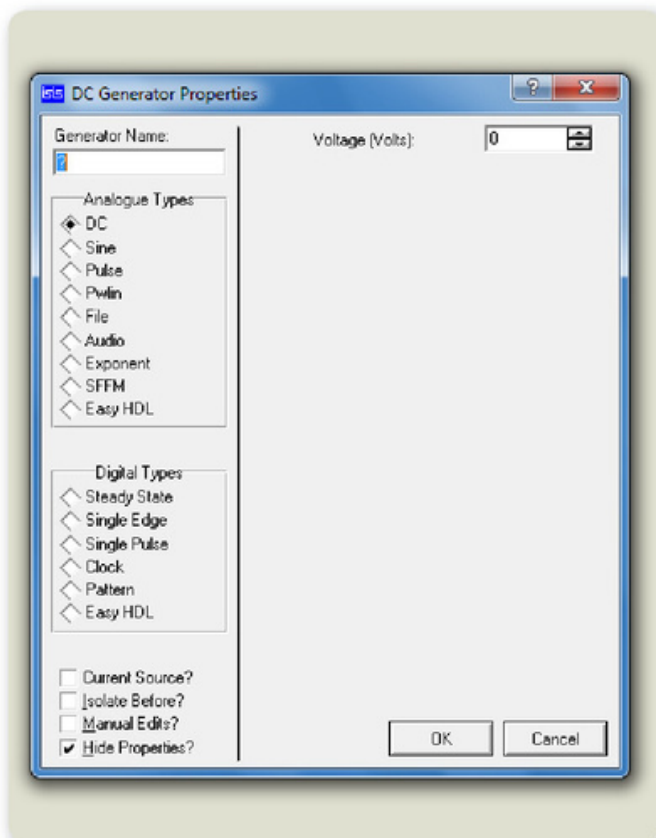 isis DC Generator Properties
?
Generator Name:
?
Analogue Types
DC
Sine
Pulse
Pwlin
File
Audio
Exponent
SFFM
Easy HDL
Digital Types
Steady State
Single Edge
Single Pulse
Clock
Pattern
Easy HDL
Current Source?
Isolate Before?
Manual Edits?
Hide Properties?
Voltage (Volts):
0
OK
Cancel